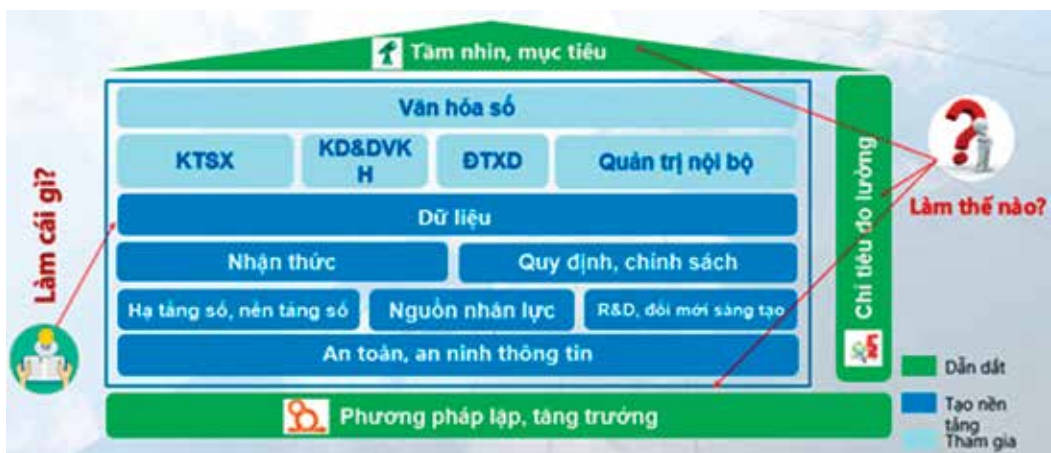 Tầm nhìn, mục tiêu
Văn hóa số
KTSX
KD&DVK
H
ĐTXD
Quản trị nội bộ
Dữ liệu
Nhận thức
Quy định, chính sách
Hạ tầng số, nền tảng số
Nguồn nhân lực
R&D, đổi mới sáng tạo
An toàn, an ninh thông tin
Phương pháp lặp, tăng trưởng
Làm cái gì?
Chỉ tiêu đo lường
KPI
Làm thế nào?
Dẫn dắt
Tạo nền
tảng
Tham gia